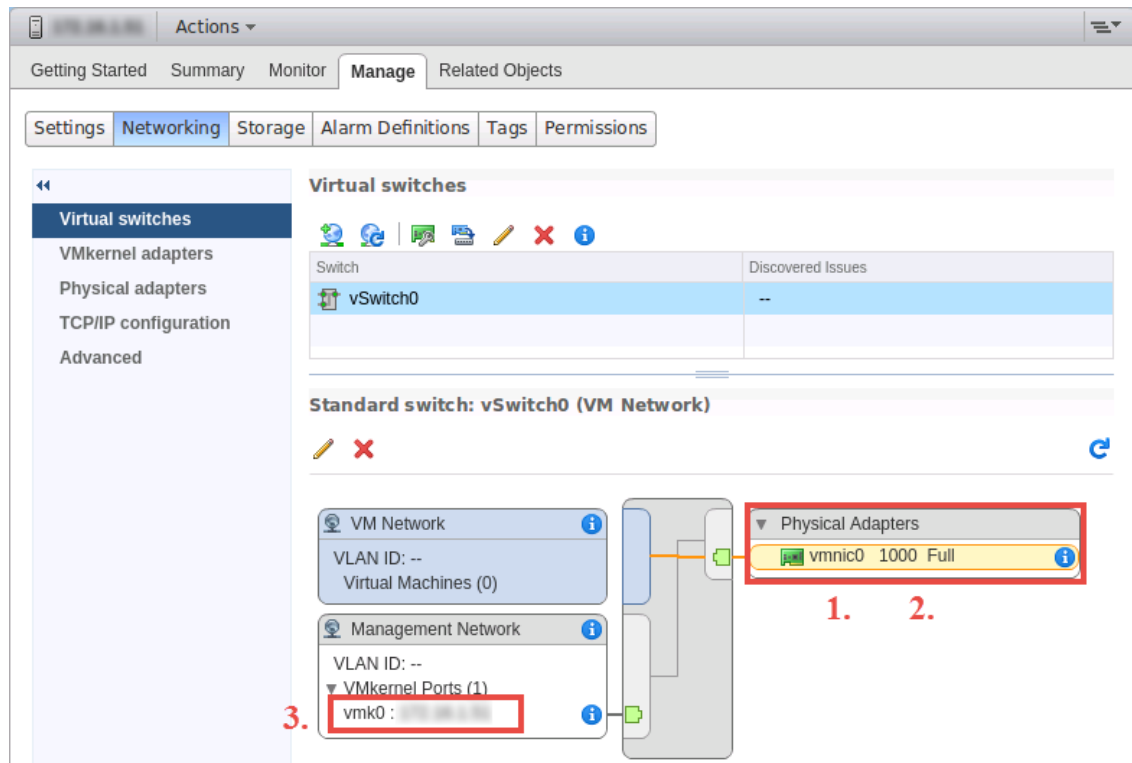 Actions
Getting Started Summary Monitor Manage Related Objects
Settings Networking Storage Alarm Definitions Tags Permissions
Virtual switches
VMkernel adapters
Physical adapters
TCP/IP configuration
Advanced
Virtual switches
Switch Discovered Issues
vSwitch0 --
Standard switch: vSwitch0 (VM Network)
VM Network
VLAN ID: --
Virtual Machines (0)
Management Network
VLAN ID: --
VMkernel Ports (1)
3. vmk0 :
Physical Adapters
vmnic0 1000 Full
1. 2.